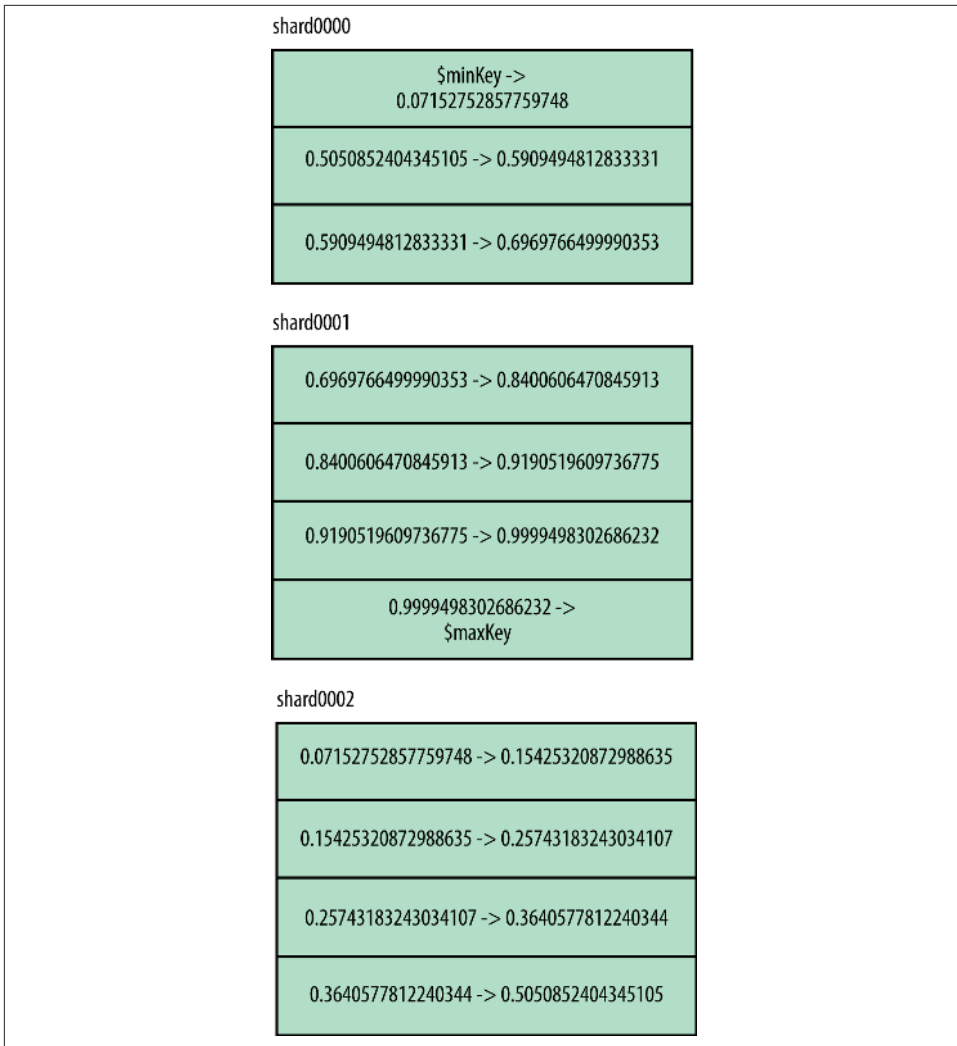 shard0000
$minKey ->
0.07152752857759748
0.5050852404345105 -> 0.5909494812833331
0.5909494812833331 -> 0.6969766499990353
shard0001
0.6969766499990353 -> 0.8400606470845913
0.8400606470845913 -> 0.9190519609736775
0.9190519609736775 -> 0.9999498302686232
0.9999498302686232 ->
$maxKey
shard0002
0.07152752857759748 -> 0.15425320872988635
0.15425320872988635 -> 0.25743183243034107
0.25743183243034107 -> 0.3640577812240344
0.3640577812240344 -> 0.5050852404345105